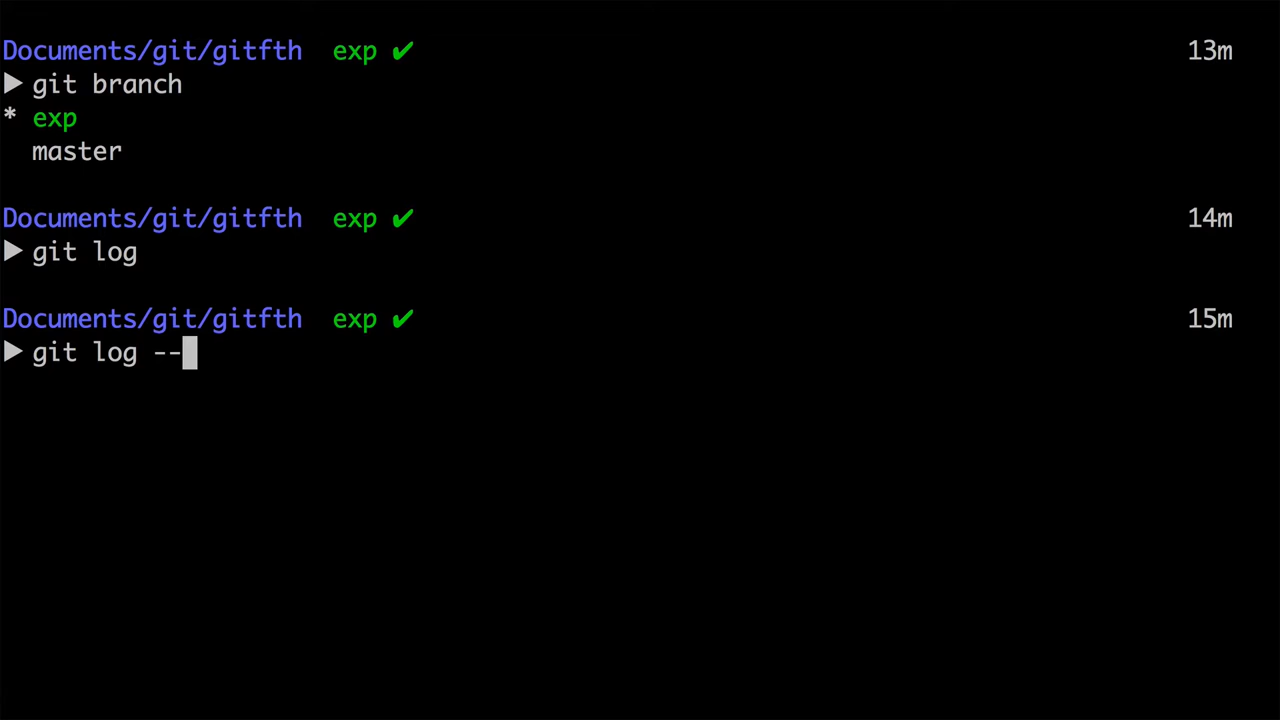 Documents/git/gitfth exp ✔ 13m
▶ git branch
* exp
master
Documents/git/gitfth exp ✔ 14m
▶ git log
Documents/git/gitfth exp ✔ 15m
▶ git log --